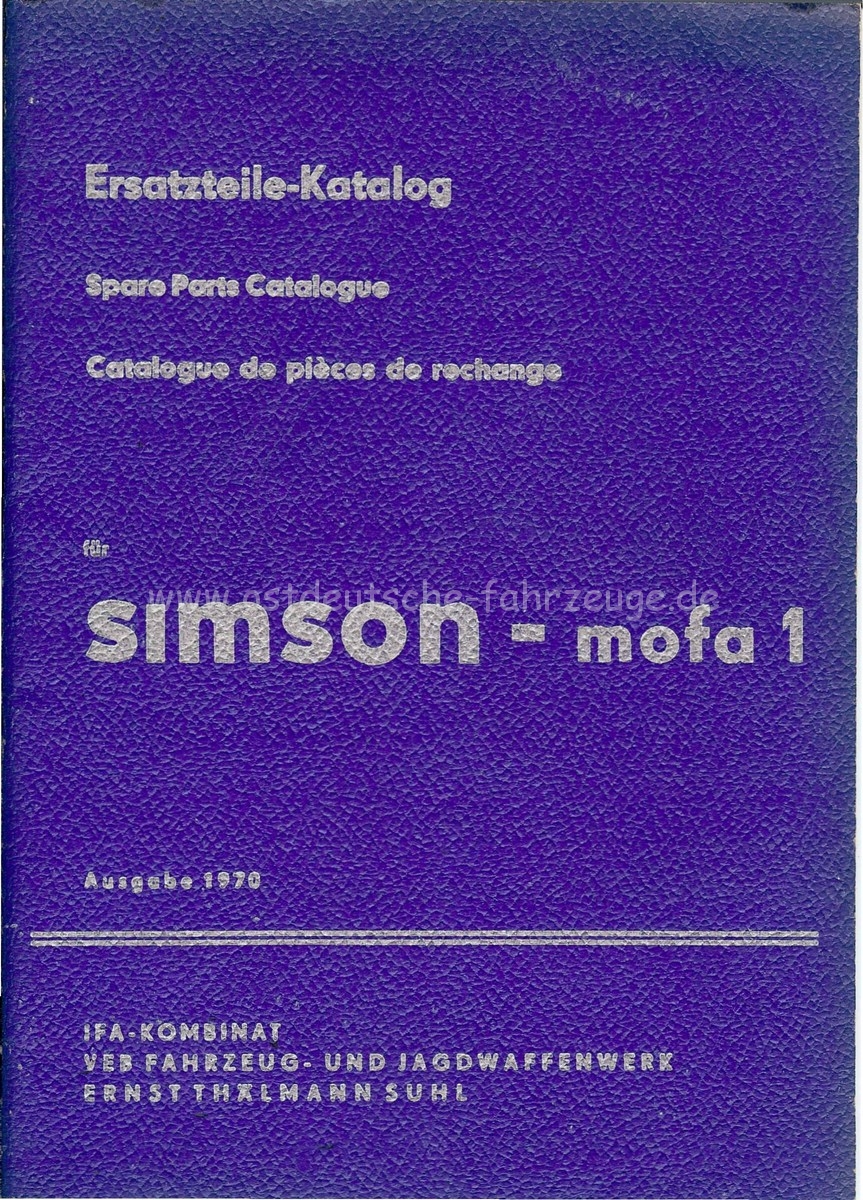 Ersatzteile-Katalog
Spare Parts Catalogue
Catalogue de pièces de rechange
für
www.ostdeutsche-fahrzeuge.de
simson - mofa 1
Ausgabe 1970
IFA-KOMBINAT
VEB FAHRZEUG- UND JAGDWAFFENWERK
ERNST THÄLMANN SUHL